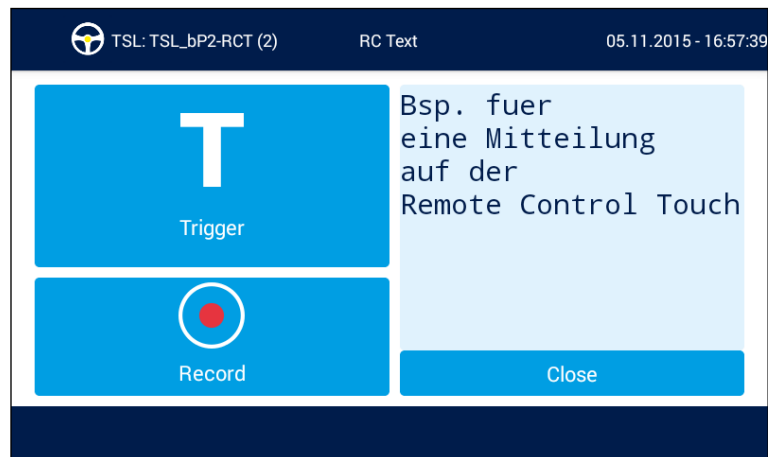 TSL: TSL_bP2-RCT (2) RC Text 05.11.2015 - 16:57:39
T
Trigger
Record
Bsp. fuer
eine Mitteilung
auf der
Remote Control Touch
Close